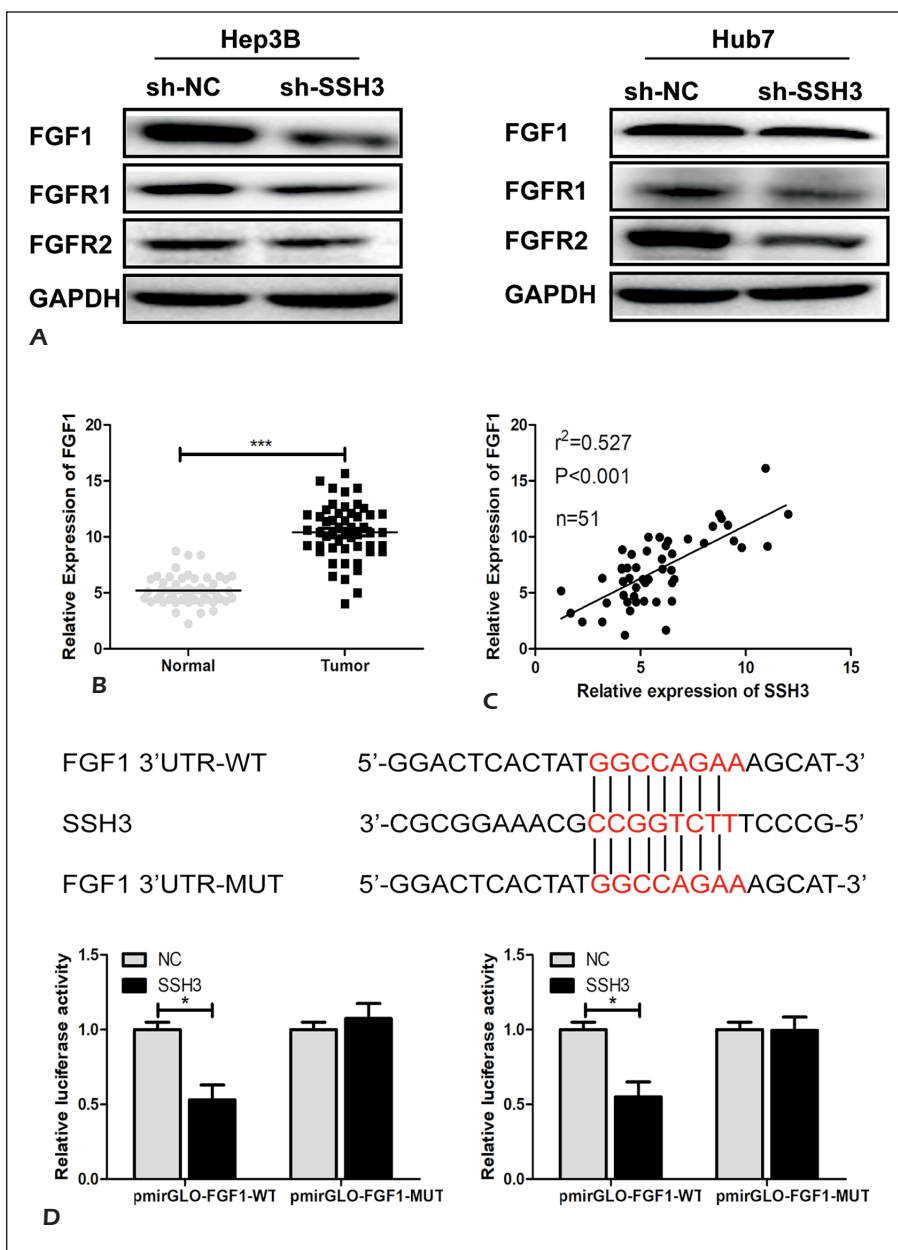 Hep3B
sh-NC sh-SSH3
FGF1
FGFR1
FGFR2
GAPDH
Hub7
sh-NC sh-SSH3
FGF1
FGFR1
FGFR2
GAPDH
A
Relative Expression of FGF1
20
15
10
5
0
***
Normal Tumor
B
Relative Expression of FGF1
20
15
10
5
0
r²=0.527
P<0.001
n=51
0 5 10 15
Relative expression of SSH3
C
FGF1 3’UTR-WT 5’-GGACTCACTATGGCCAGAAAGCAT-3’
SSH3 3’-CGCGGAAACGCCGGTCTTTCCCG-5’
FGF1 3’UTR-MUT 5’-GGACTCACTATGGCCAGAAAGCAT-3’
Relative luciferase activity
1.5
1.0
0.5
0.0
NC
SSH3
*
pmirGLO-FGF1-WT pmirGLO-FGF1-MUT
Relative luciferase activity
1.5
1.0
0.5
0.0
NC
SSH3
*
pmirGLO-FGF1-WT pmirGLO-FGF1-MUT
D